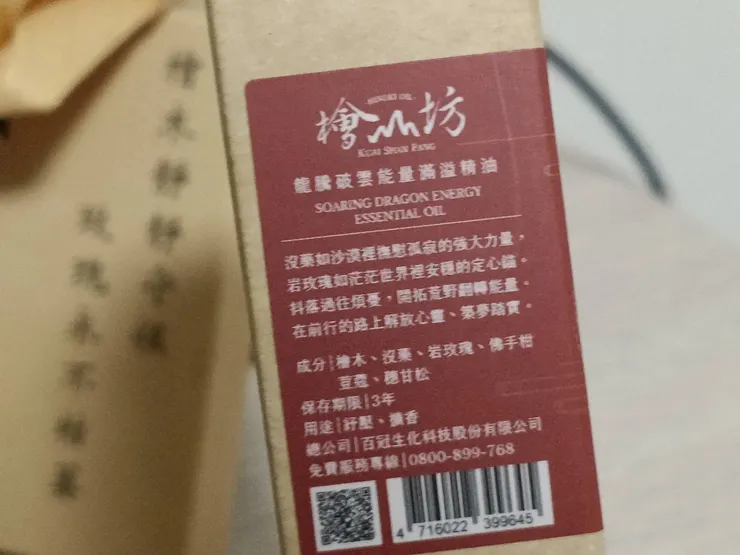 HINOKI OIL
檜山坊
KUAI SHAN FANG
龍騰破雲能量滿溢精油
SOARING DRAGON ENERGY
ESSENTIAL OIL
沒藥如沙漠裡撫慰孤寂的強大力量，
岩玫瑰如茫茫世界裡安穩的定心錨。
抖落過往煩憂，開拓荒野翻轉能量。
在前行的路上解放心靈、築夢踏實。
成分|檜木、沒藥、岩玫瑰、佛手柑
荳蔻、穗甘松
保存期限|3年
用途|紓壓、擴香
總公司|百冠生化科技股份有限公司
免費服務專線|0800-899-768
4 716022 399645
檜木靜靜守候
玫瑰永不相忘